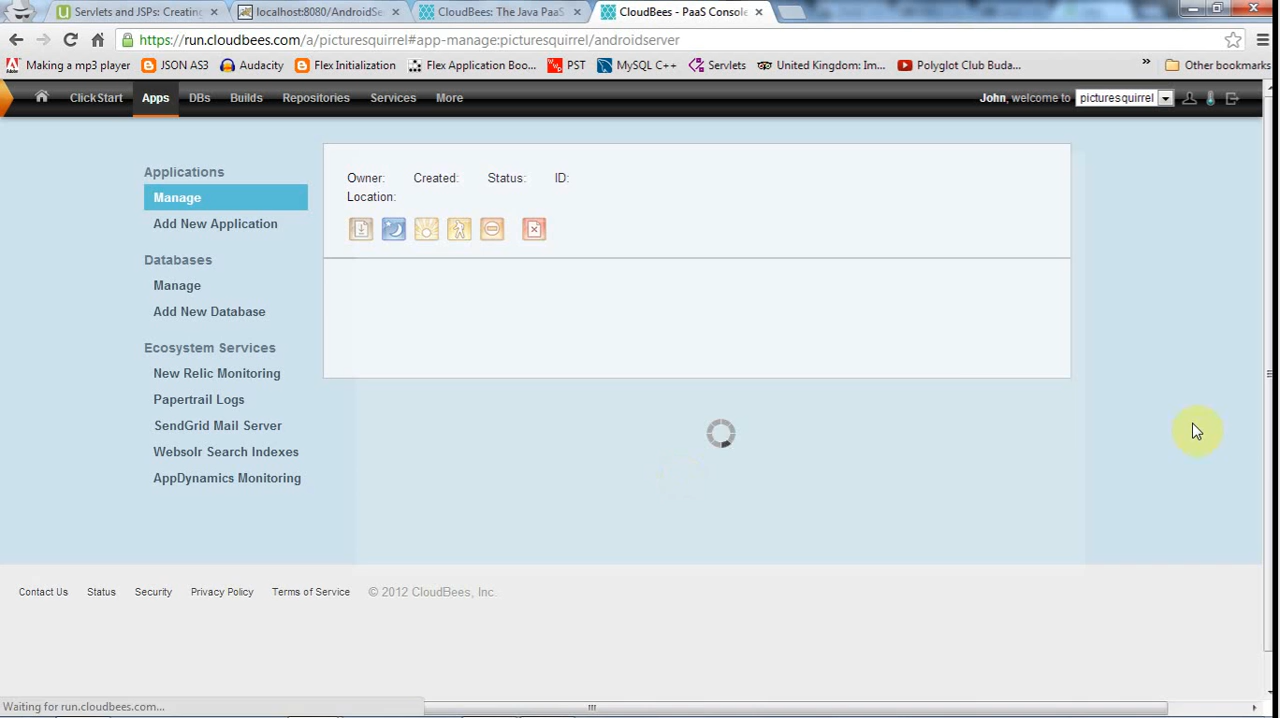 Servlets and JSPs: Creating
localhost:8080/AndroidSe
CloudBees: The Java PaaS
CloudBees - PaaS Console
https://run.cloudbees.com/a/picturesquirrel#app-manage:picturesquirrel/androidserver
Making a mp3 player
JSON AS3
Audacity
Flex Initialization
Flex Application Boo...
PST
MySQL C++
Servlets
United Kingdom: Im...
Polyglot Club Buda...
»
Other bookmarks
ClickStart
Apps
DBs
Builds
Repositories
Services
More
John, welcome to
picturesquirrel
Applications
Manage
Add New Application
Databases
Manage
Add New Database
Ecosystem Services
New Relic Monitoring
Papertrail Logs
SendGrid Mail Server
Websolr Search Indexes
AppDynamics Monitoring
Owner: Created: Status: ID:
Location:
Contact Us Status Security Privacy Policy Terms of Service © 2012 CloudBees, Inc.
Waiting for run.cloudbees.com...